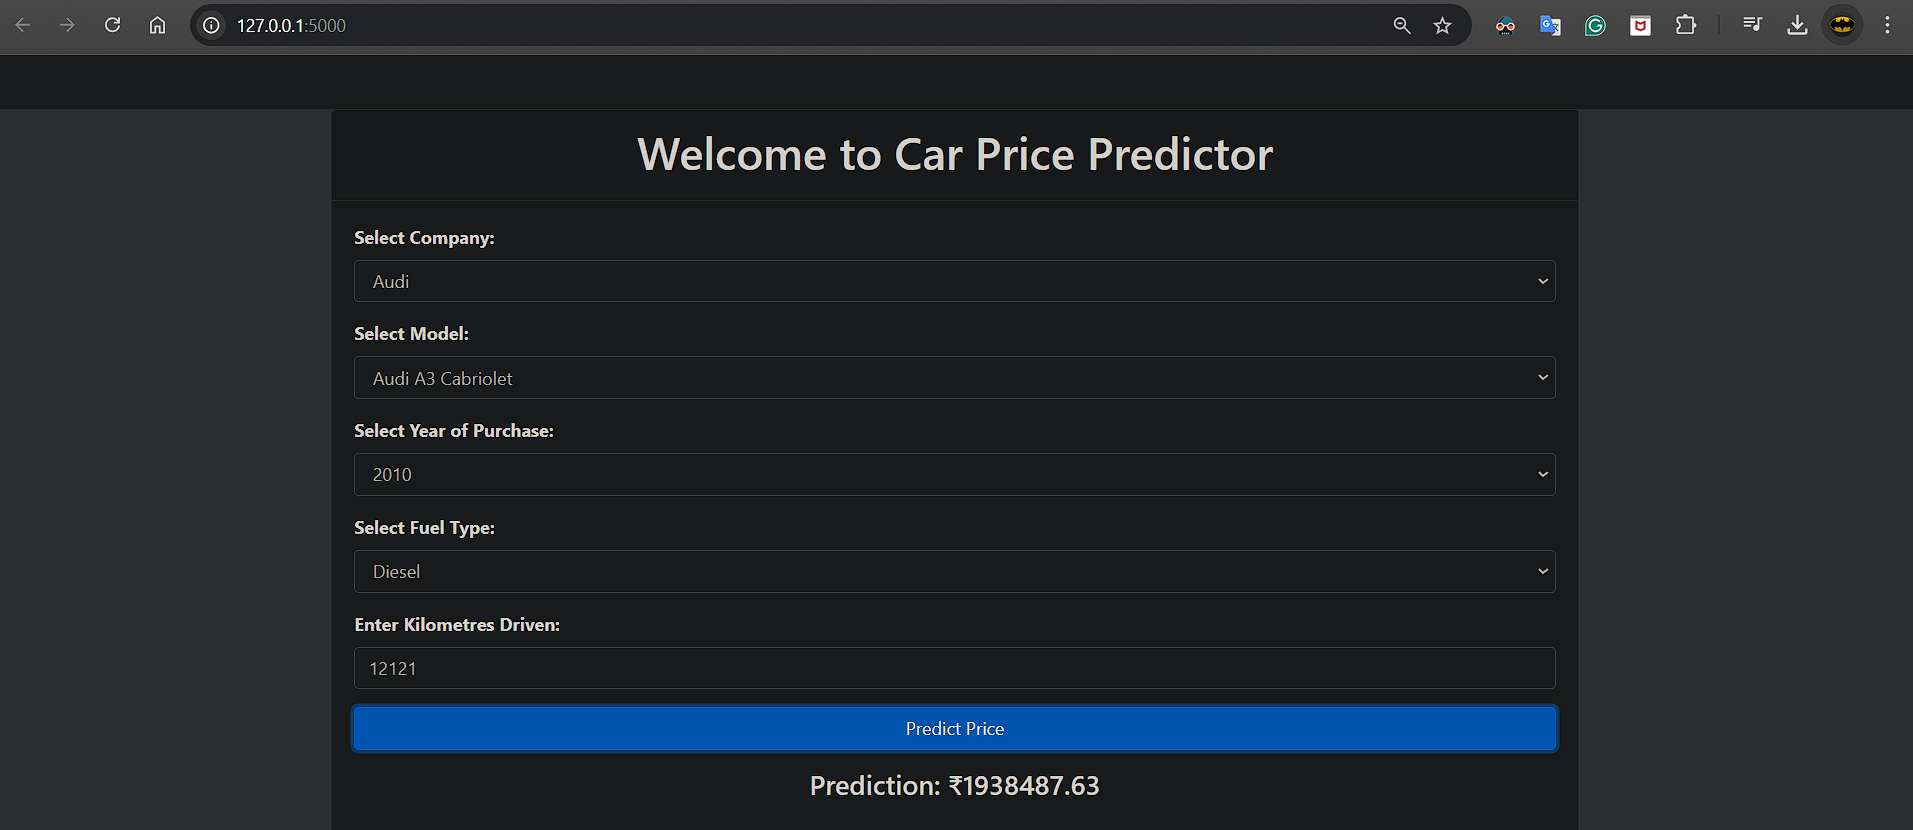 127.0.0.1:5000
Welcome to Car Price Predictor
Select Company:
Audi
Select Model:
Audi A3 Cabriolet
Select Year of Purchase:
2010
Select Fuel Type:
Diesel
Enter Kilometres Driven:
12121
Predict Price
Prediction: ₹1938487.63